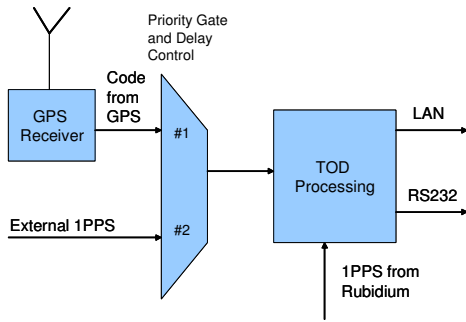 Priority Gate
and Delay
Control
Code
from
GPS
GPS
Receiver
#1
LAN
TOD
Processing
RS232
External 1PPS
#2
1PPS from
Rubidium